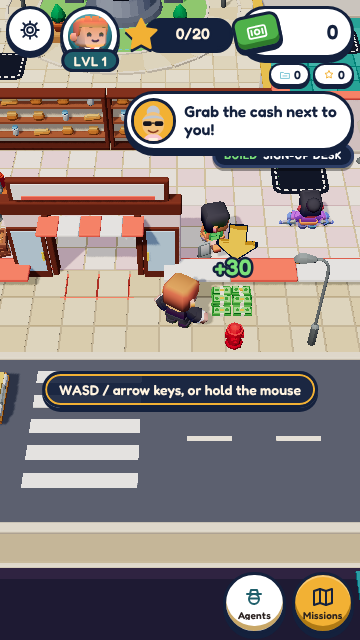 0/20
0
LVL 1
0
0
Grab the cash next to
you!
BUILD SIGN-UP DESK
+30
WASD / arrow keys, or hold the mouse
Agents
Missions